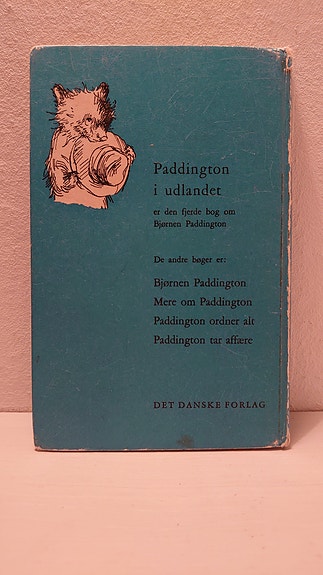 Paddington
i udlandet
er den fjerde bog om
Bjørnen Paddington
De andre bøger er:
Bjørnen Paddington
Mere om Paddington
Paddington ordner alt
Paddington tar affære
DET DANSKE FORLAG